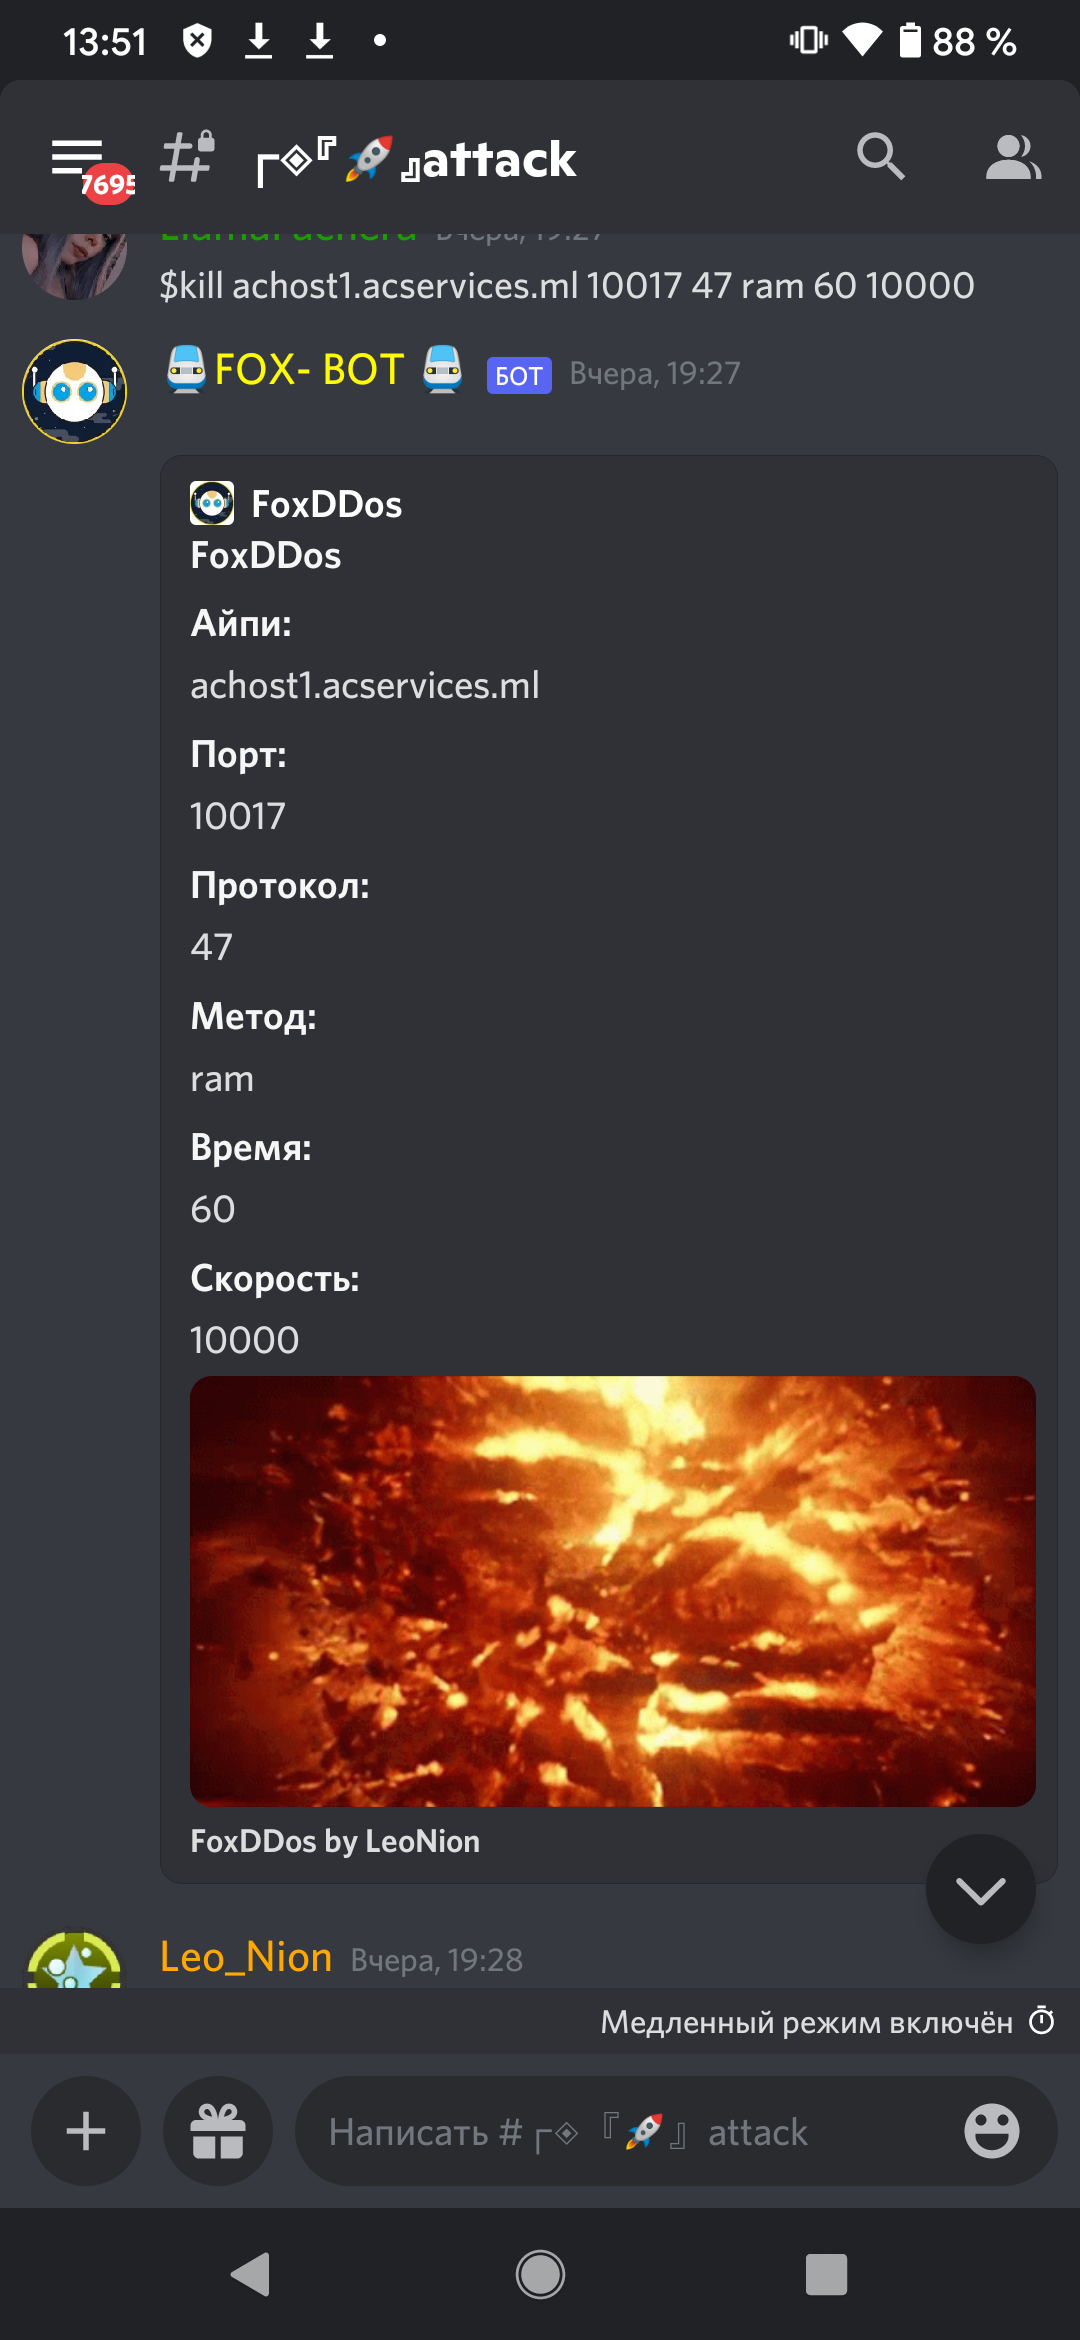 13:51 88 %
7695 ┌◈『🚀』attack
Вчера, 19:27
$kill achost1.acservices.ml 10017 47 ram 60 10000
🚈FOX- BOT 🚈 БОТ Вчера, 19:27
FoxDDos
FoxDDos
Айпи:
achost1.acservices.ml
Порт:
10017
Протокол:
47
Метод:
ram
Время:
60
Скорость:
10000
FoxDDos by LeoNion
Leo_Nion Вчера, 19:28
Медленный режим включён
Написать #┌◈『🚀』attack